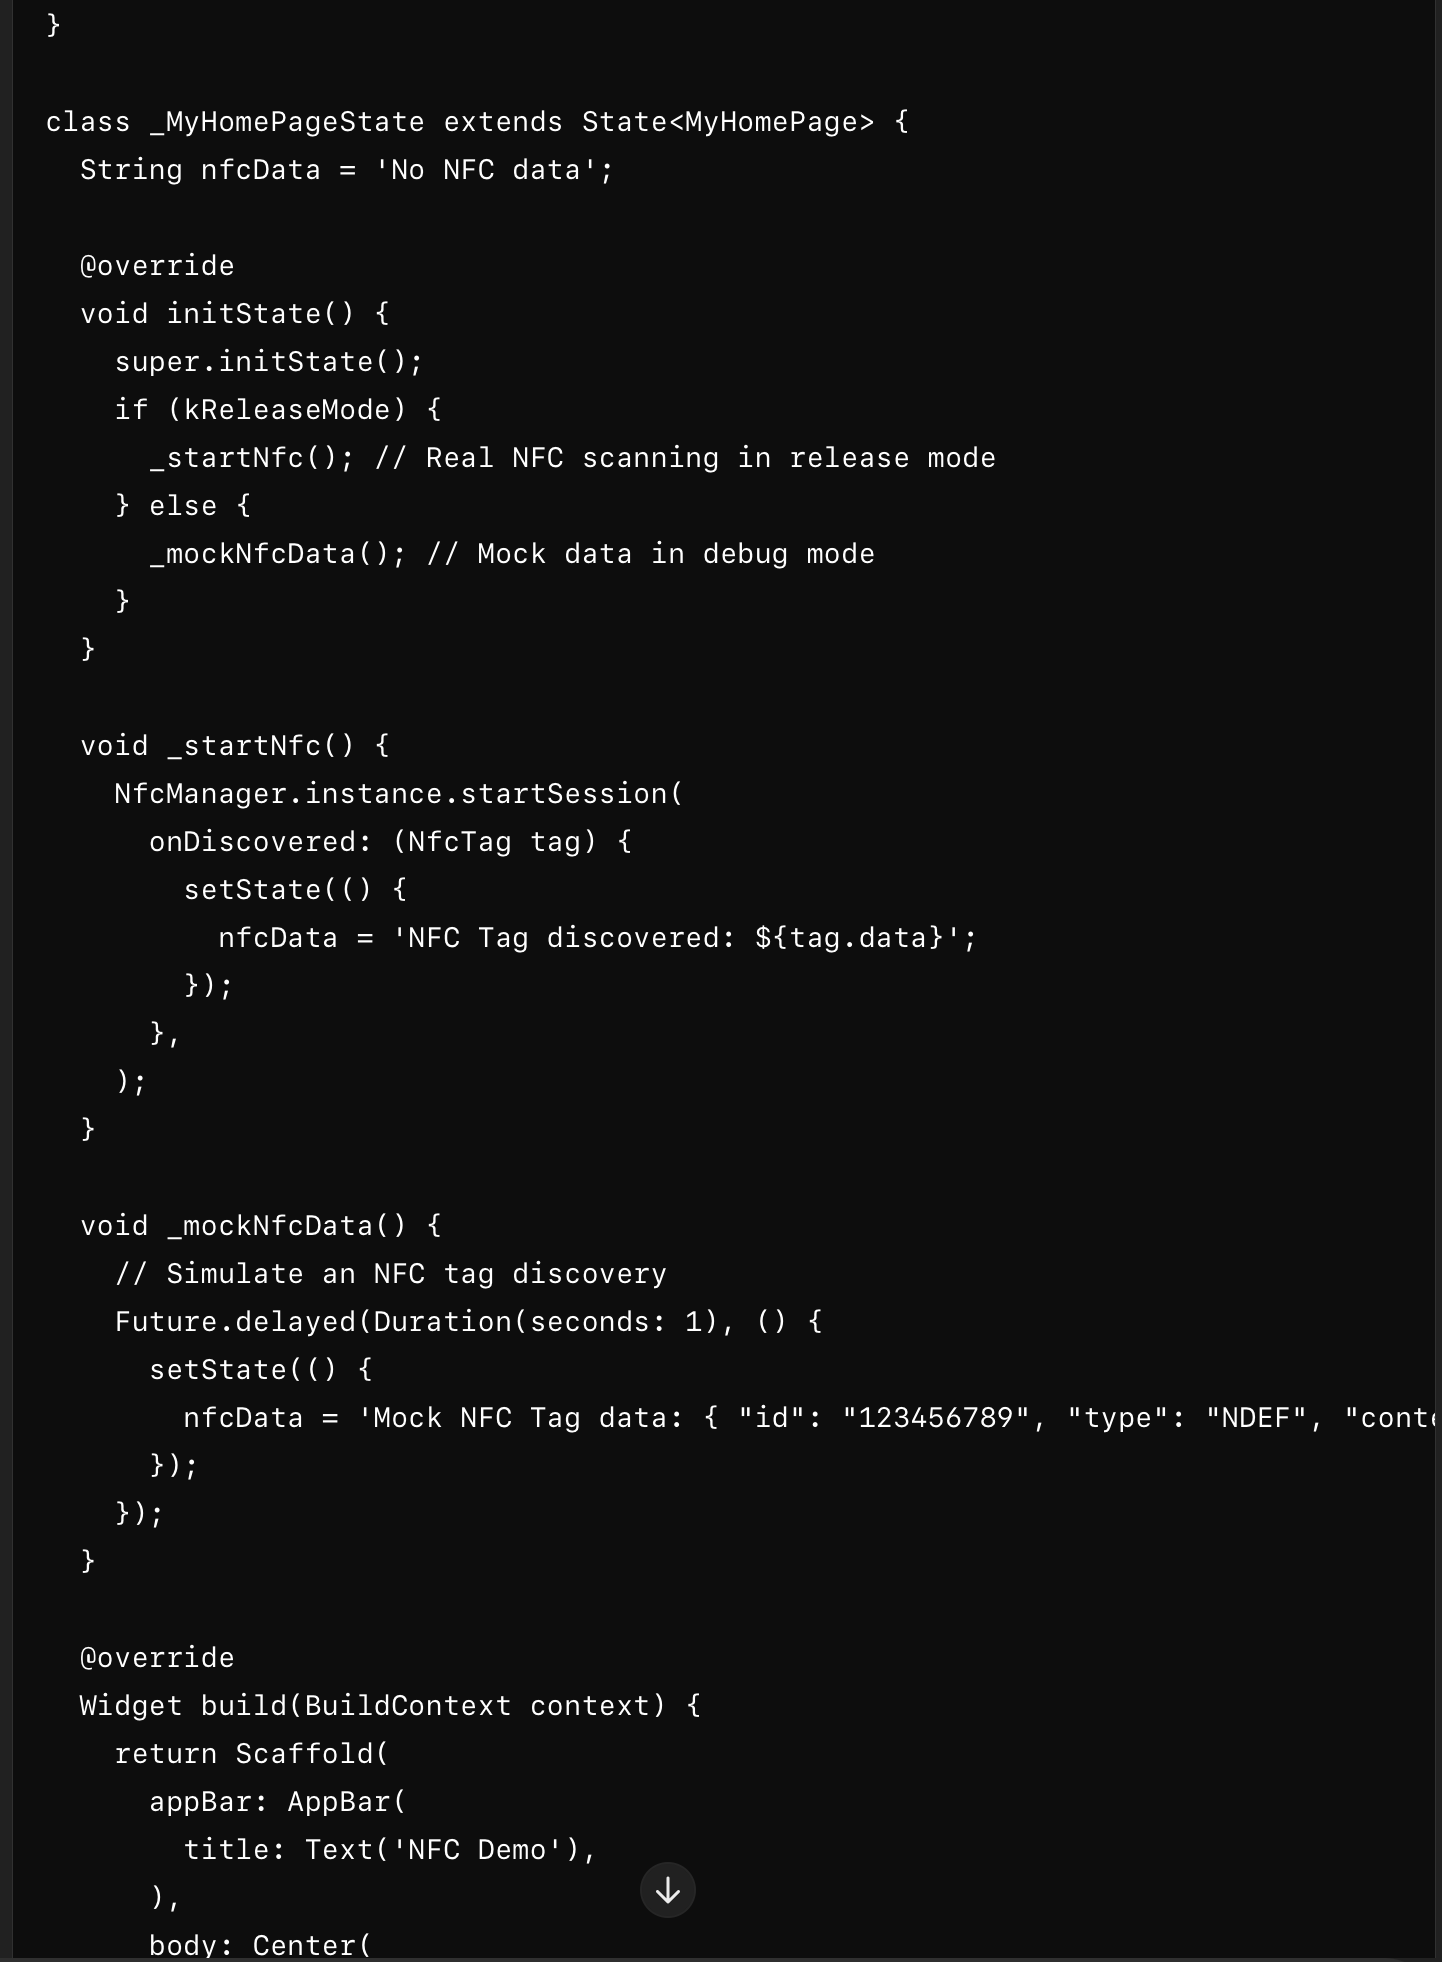 }

class _MyHomePageState extends State<MyHomePage> {
  String nfcData = 'No NFC data';

  @override
  void initState() {
    super.initState();
    if (kReleaseMode) {
      _startNfc(); // Real NFC scanning in release mode
    } else {
      _mockNfcData(); // Mock data in debug mode
    }
  }

  void _startNfc() {
    NfcManager.instance.startSession(
      onDiscovered: (NfcTag tag) {
        setState(() {
          nfcData = 'NFC Tag discovered: ${tag.data}';
        });
      },
    );
  }

  void _mockNfcData() {
    // Simulate an NFC tag discovery
    Future.delayed(Duration(seconds: 1), () {
      setState(() {
        nfcData = 'Mock NFC Tag data: { "id": "123456789", "type": "NDEF", "conte
      });
    });
  }

  @override
  Widget build(BuildContext context) {
    return Scaffold(
      appBar: AppBar(
        title: Text('NFC Demo'),
      ),
      body: Center(